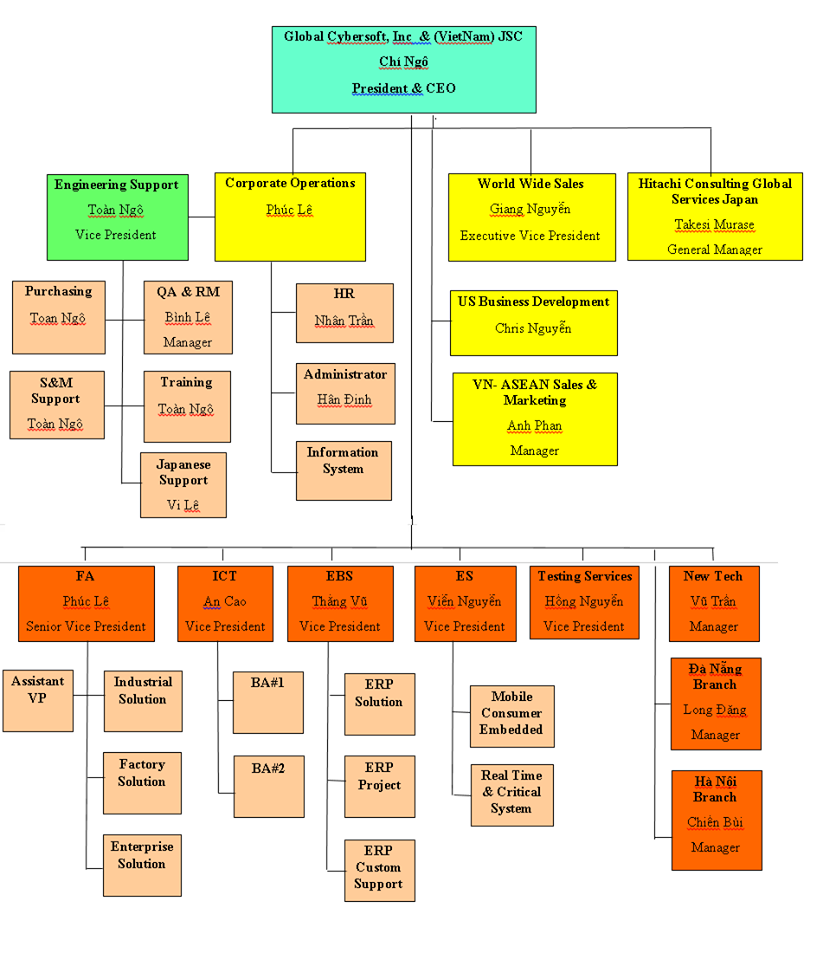 Global Cybersoft, Inc & (VietNam) JSC
Chí Ngô
President & CEO
Engineering Support
Toàn Ngô
Vice President
Corporate Operations
Phúc Lê
World Wide Sales
Giang Nguyễn
Executive Vice President
Hitachi Consulting Global
Services Japan
Takesi Murase
General Manager
Purchasing
Toan Ngô
QA & RM
Bình Lê
Manager
HR
Nhân Trần
US Business Development
Chris Nguyễn
S&M
Support
Toàn Ngô
Training
Toàn Ngô
Administrator
Hân Đinh
VN- ASEAN Sales &
Marketing
Anh Phan
Manager
Japanese
Support
Vi Lê
Information
System
FA
Phúc Lê
Senior Vice President
ICT
An Cao
Vice President
EBS
Thắng Vũ
Vice President
ES
Viễn Nguyễn
Vice President
Testing Services
Hồng Nguyễn
Vice President
New Tech
Vũ Trần
Manager
Assistant
VP
Industrial
Solution
BA#1
ERP
Solution
Mobile
Consumer
Embedded
Đà Nẵng
Branch
Long Đặng
Manager
Factory
Solution
BA#2
ERP
Project
Real Time
& Critical
System
Hà Nội
Branch
Chiến Bùi
Manager
Enterprise
Solution
ERP
Custom
Support